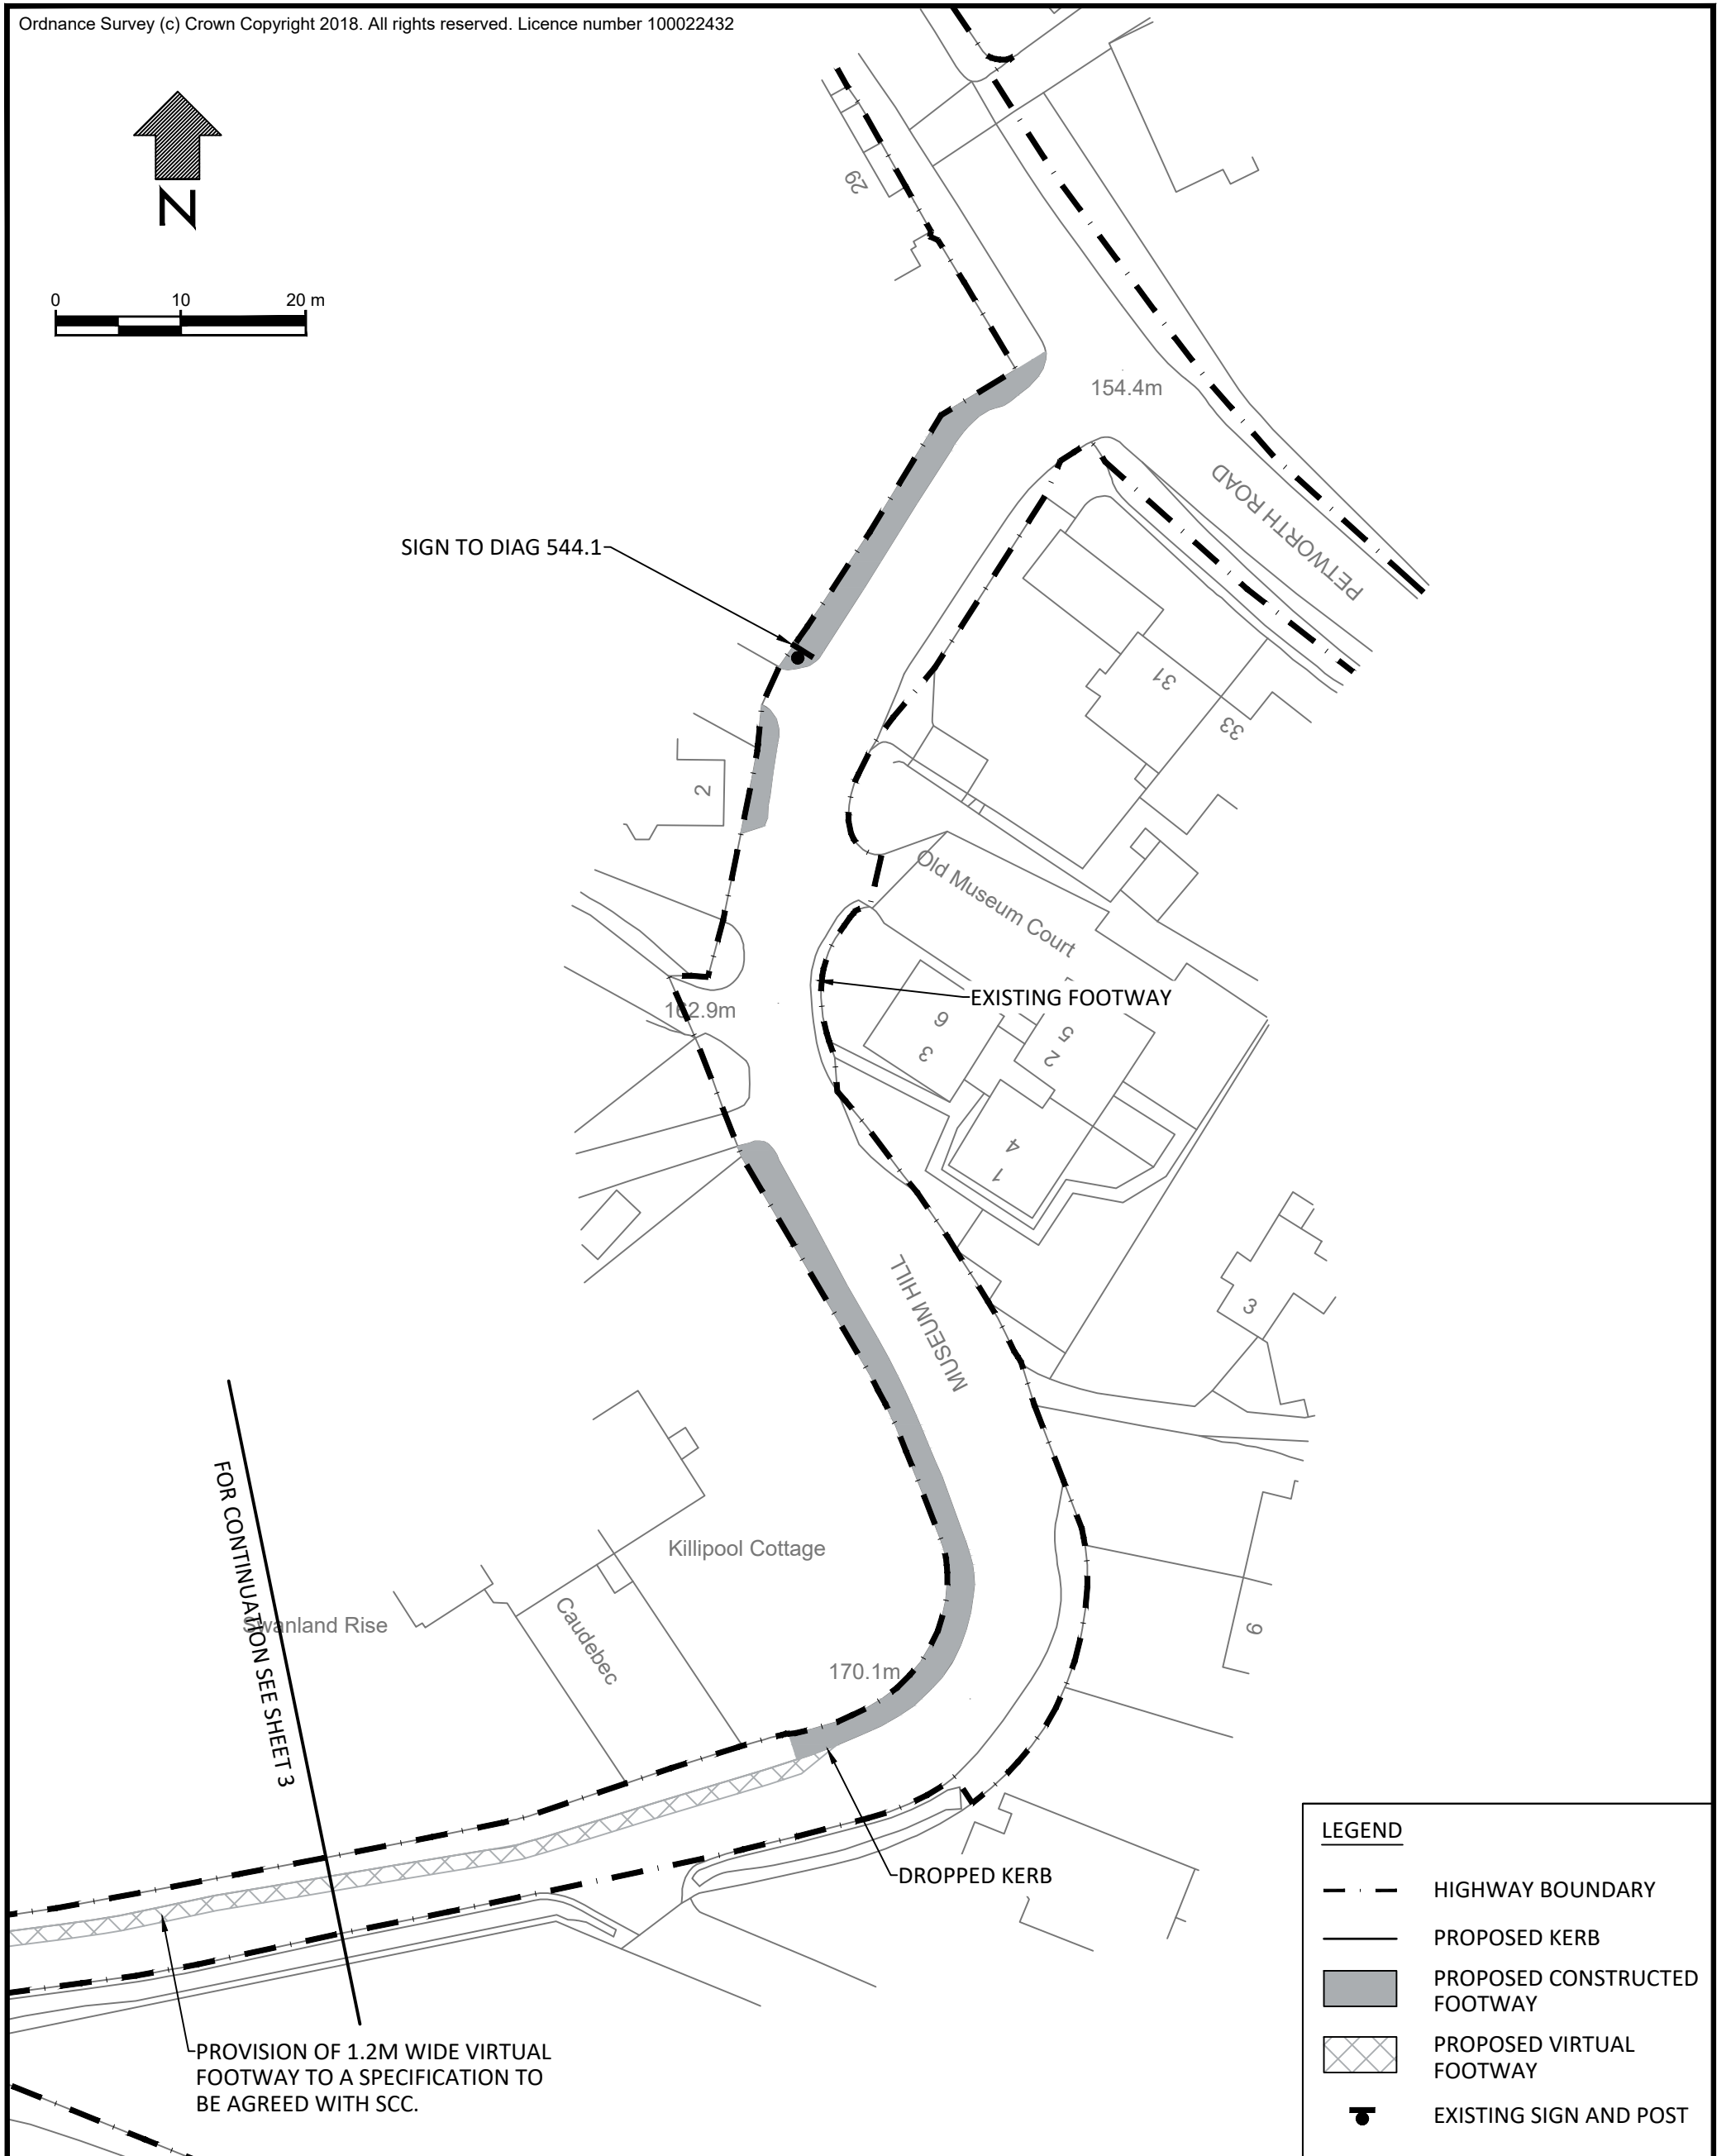 Ordnance Survey (c) Crown Copyright 2018. All rights reserved. Licence number 100022432
N
0 10 20 m
29
154.4m
PETWORTH ROAD
SIGN TO DIAG 544.1
31
33
2
Old Museum Court
162.9m
EXISTING FOOTWAY
6
3
5
2
4
1
3
MUSEUM HILL
FOR CONTINUATION SEE SHEET 3
Killipool Cottage
Swanland Rise
Caudebec
9
170.1m
DROPPED KERB
PROVISION OF 1.2M WIDE VIRTUAL
FOOTWAY TO A SPECIFICATION TO
BE AGREED WITH SCC.
LEGEND
HIGHWAY BOUNDARY
PROPOSED KERB
PROPOSED CONSTRUCTED
FOOTWAY
PROPOSED VIRTUAL
FOOTWAY
EXISTING SIGN AND POST